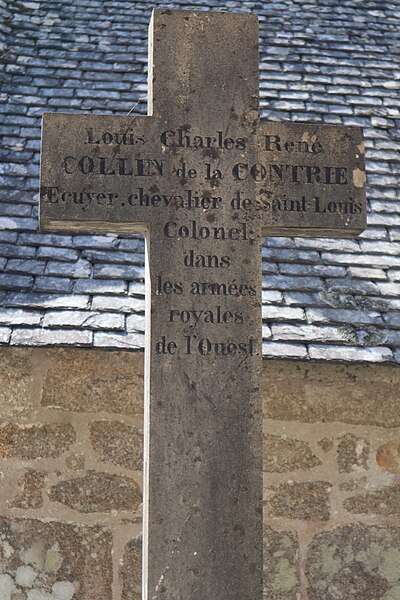 Louis Charles René
COLLIN de la CONTRIE
Ecuyer, chevalier de Saint Louis
Colonel
dans
les armées
royales
de l'Ouest